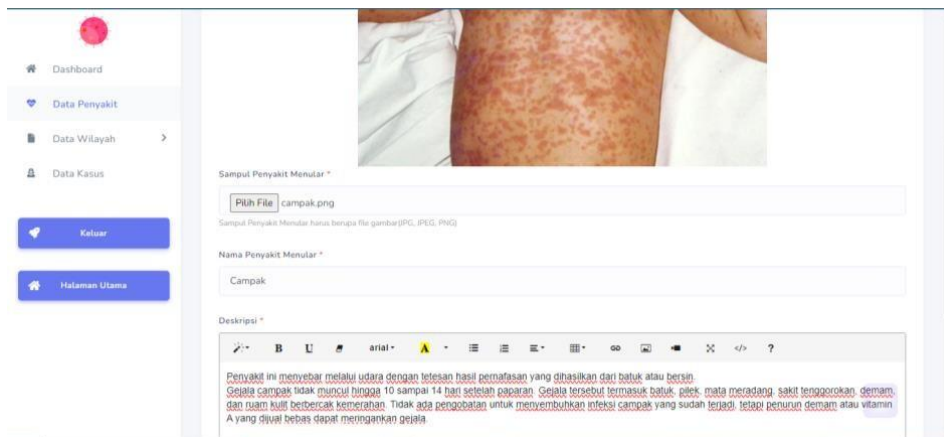 Dashboard
Data Penyakit
Data Wilayah
Data Kasus
Keluar
Halaman Utama
Sampul Penyakit Menular *
Pilih File campak.png
Sampul Penyakit Menular harus berupa file gambar(JPG, JPEG, PNG)
Nama Penyakit Menular *
Campak
Deskripsi *
B U arial A </> ?
Penyakit ini menyebar melalui udara dengan tetesan hasil pernafasan yang dihasilkan dari batuk atau bersin.
Gejala campak tidak muncul hingga 10 sampai 14 hari setelah paparan. Gejala tersebut termasuk batuk, pilek, mata meradang, sakit tenggorokan, demam,
dan ruam kulit berbercak kemerahan. Tidak ada pengobatan untuk menyembuhkan infeksi campak yang sudah terjadi, tetapi penurun demam atau vitamin
A yang dijual bebas dapat meringankan gejala.